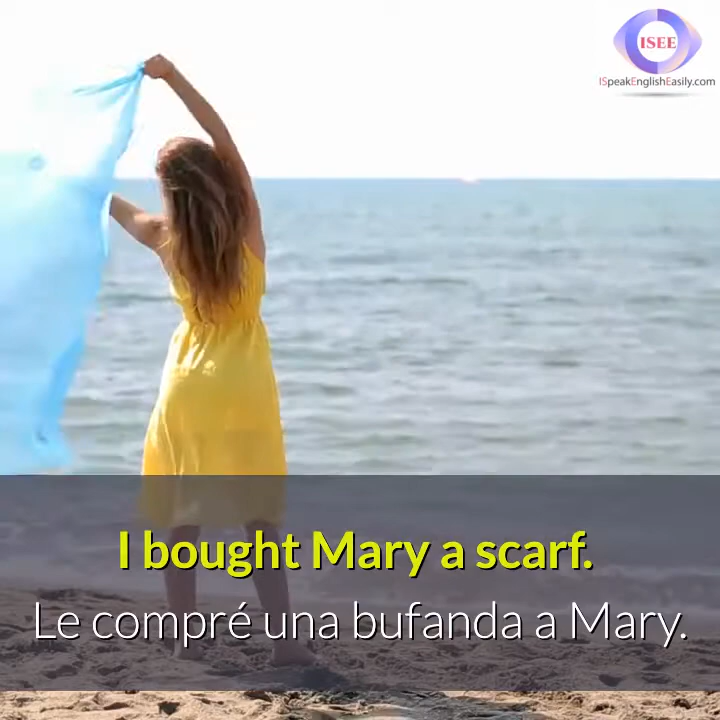 ISEE
ISpeakEnglishEasily.com
I bought Mary a scarf.
Le compré una bufanda a Mary.